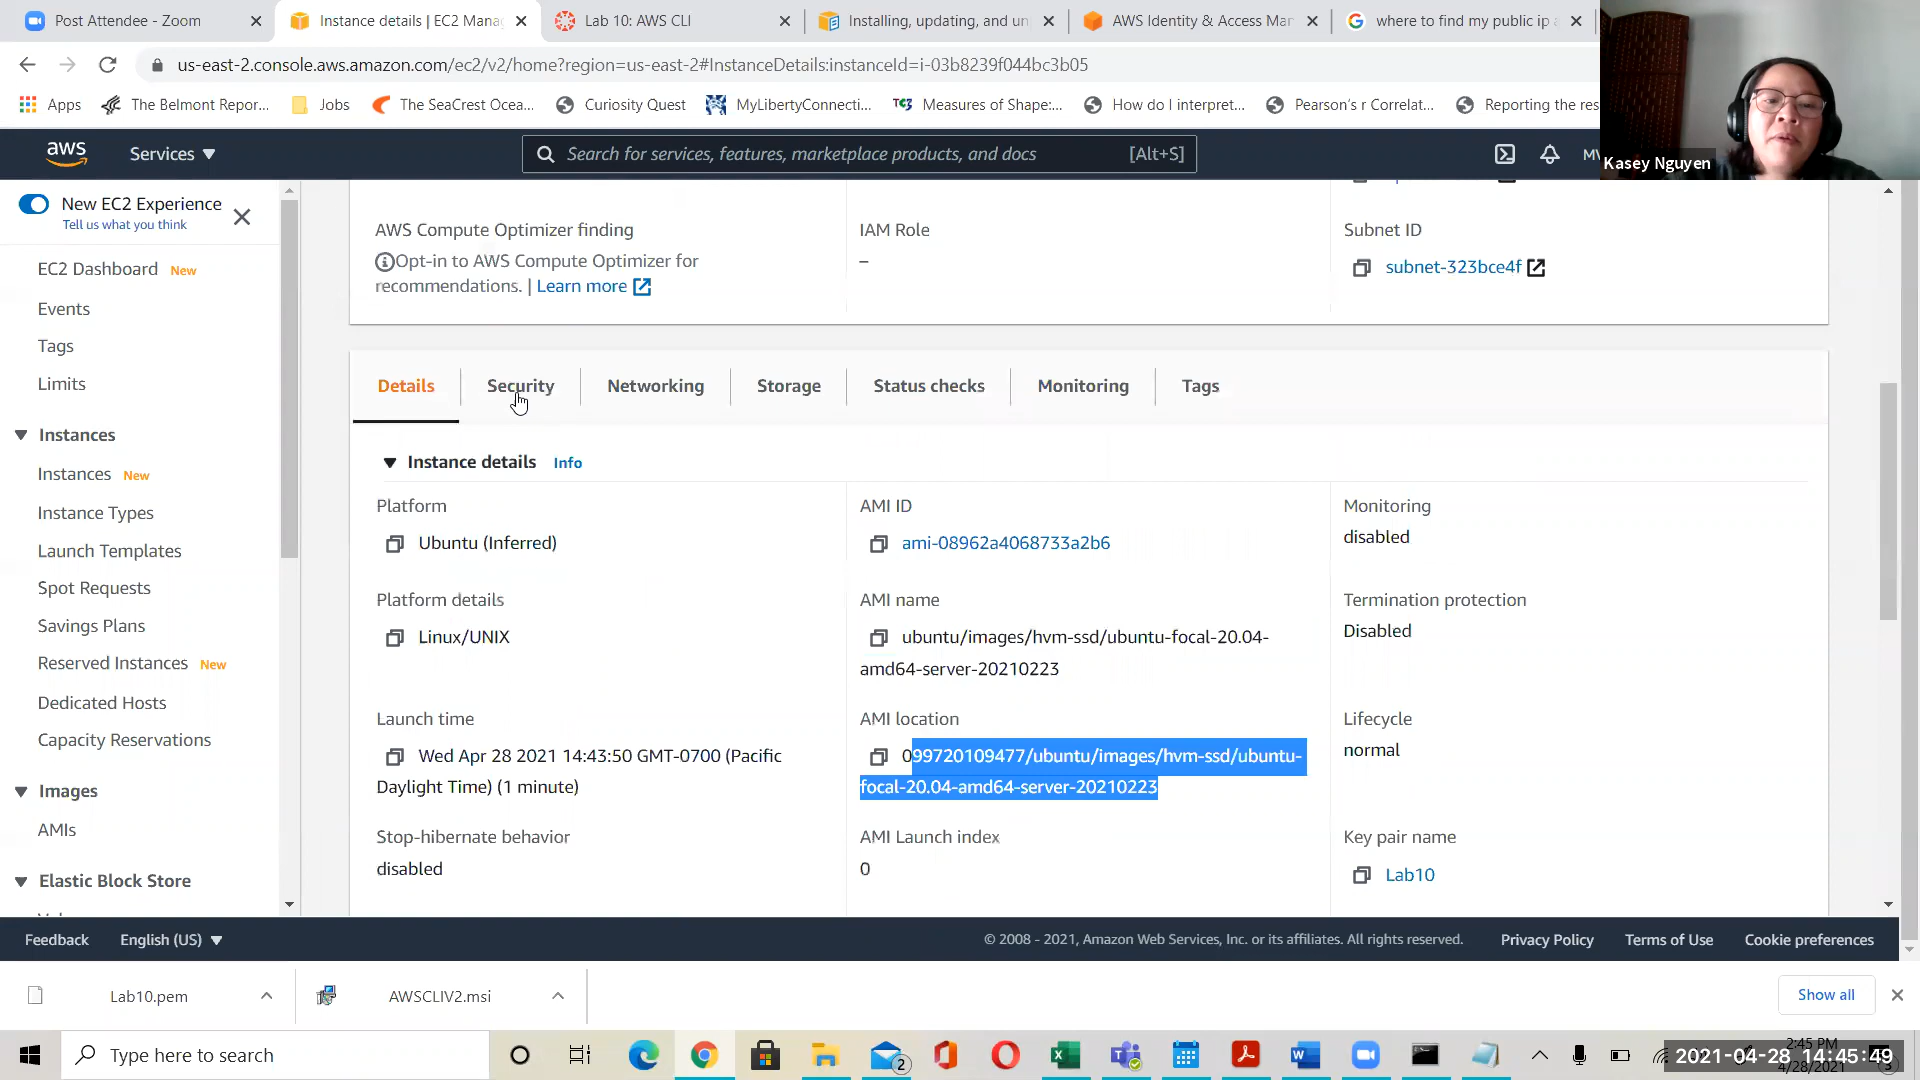 Post Attendee - Zoom
Instance details | EC2 Mana
Lab 10: AWS CLI
Installing, updating, and un
AWS Identity & Access Man
where to find my public ip a
us-east-2.console.aws.amazon.com/ec2/v2/home?region=us-east-2#InstanceDetails:instanceId=i-03b8239f044bc3b05
Apps
The Belmont Repor...
Jobs
The SeaCrest Ocea...
Curiosity Quest
MyLibertyConnecti...
Measures of Shape:...
How do I interpret...
Pearson's r Correlat...
Reporting the res
Kasey Nguyen
aws
Services
Search for services, features, marketplace products, and docs
[Alt+S]
New EC2 Experience
Tell us what you think
EC2 Dashboard New
Events
Tags
Limits
Instances
Instances New
Instance Types
Launch Templates
Spot Requests
Savings Plans
Reserved Instances New
Dedicated Hosts
Capacity Reservations
Images
AMIs
Elastic Block Store
AWS Compute Optimizer finding
Opt-in to AWS Compute Optimizer for
recommendations. | Learn more
IAM Role
–
Subnet ID
subnet-323bce4f
Details
Security
Networking
Storage
Status checks
Monitoring
Tags
Instance details Info
Platform
Ubuntu (Inferred)
AMI ID
ami-08962a4068733a2b6
Monitoring
disabled
Platform details
Linux/UNIX
AMI name
ubuntu/images/hvm-ssd/ubuntu-focal-20.04-
amd64-server-20210223
Termination protection
Disabled
Launch time
Wed Apr 28 2021 14:43:50 GMT-0700 (Pacific
Daylight Time) (1 minute)
AMI location
099720109477/ubuntu/images/hvm-ssd/ubuntu-
focal-20.04-amd64-server-20210223
Lifecycle
normal
Stop-hibernate behavior
disabled
AMI Launch index
0
Key pair name
Lab10
Feedback
English (US)
© 2008 - 2021, Amazon Web Services, Inc. or its affiliates. All rights reserved.
Privacy Policy
Terms of Use
Cookie preferences
Lab10.pem
AWSCLIV2.msi
Show all
Type here to search
2
2:45 PM
4/28/2021
2021-04-28 14:45:49